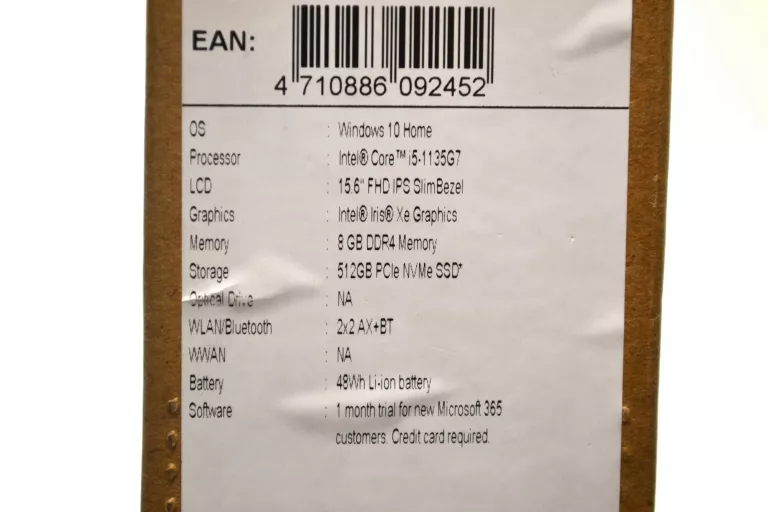 EAN:
4 710886 092452
OS : Windows 10 Home
Processor : Intel® Core™ i5-1135G7
LCD : 15.6" FHD IPS SlimBezel
Graphics : Intel® Iris® Xe Graphics
Memory : 8 GB DDR4 Memory
Storage : 512GB PCIe NVMe SSD*
Optical Drive : NA
WLAN/Bluetooth : 2x2 AX+BT
WWAN : NA
Battery : 48Wh Li-ion battery
Software : 1 month trial for new Microsoft 365
customers. Credit card required.